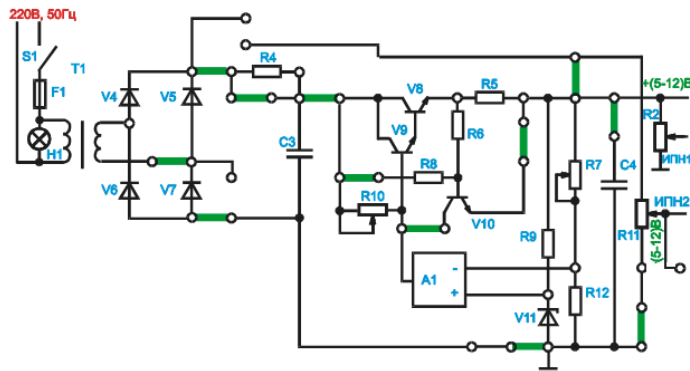 220В, 50Гц
S1
T1
F1
H1
V4
V5
V6
V7
R4
C3
V8
V9
R5
R6
R8
R10
V10
A1
-
+
R9
V11
R7
R12
C4
+(5-12)В
R2
ИПН1
ИПН2
R11
-(5-12)В